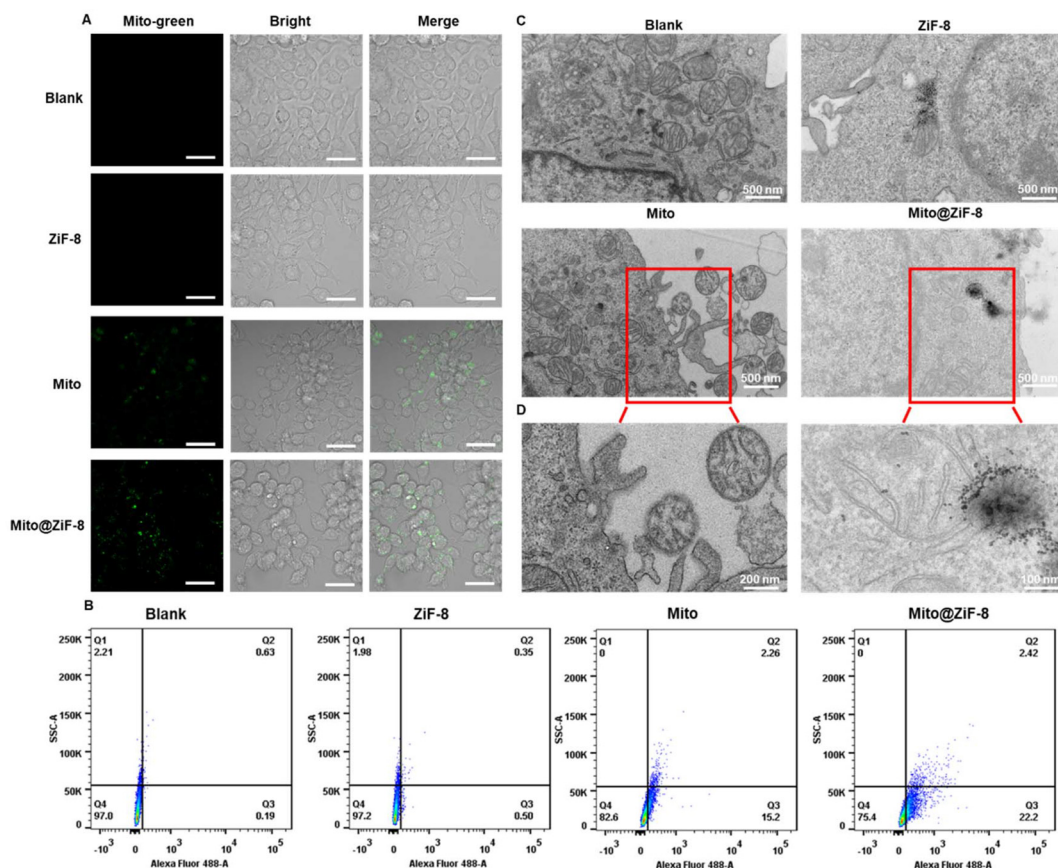 A
Mito-green Bright Merge
Blank
ZiF-8
Mito
Mito@ZiF-8
C
Blank ZiF-8
500 nm 500 nm
Mito Mito@ZiF-8
500 nm 500 nm
D
200 nm 100 nm
B
Blank
250K
200K
150K
100K
50K
0
SSC-A
Q1
2.21
Q2
0.63
Q4
97.0
Q3
0.19
-10³ 0 10³ 10⁴ 10⁵
Alexa Fluor 488-A
ZiF-8
250K
200K
150K
100K
50K
0
SSC-A
Q1
1.98
Q2
0.35
Q4
97.2
Q3
0.50
-10³ 0 10³ 10⁴ 10⁵
Alexa Fluor 488-A
Mito
250K
200K
150K
100K
50K
0
SSC-A
Q1
0
Q2
2.26
Q4
82.6
Q3
15.2
-10³ 0 10³ 10⁴ 10⁵
Alexa Fluor 488-A
Mito@ZiF-8
250K
200K
150K
100K
50K
0
SSC-A
Q1
0
Q2
2.42
Q4
75.4
Q3
22.2
-10³ 0 10³ 10⁴ 10⁵
Alexa Fluor 488-A